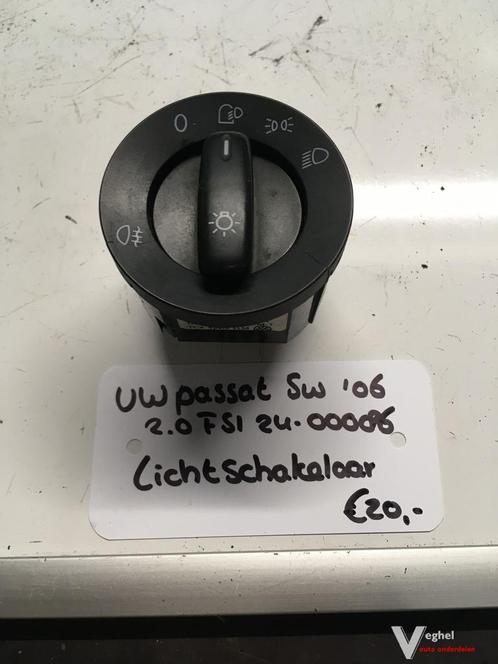 0
VW passat SW '06
2.0 FSI 24-00006
Lichtschakelaar
€20,-
Veghel
auto onderdelen